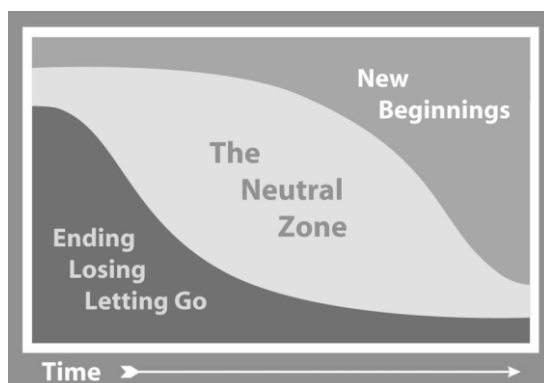 New
Beginnings
The
Neutral
Zone
Ending
Losing
Letting Go
Time